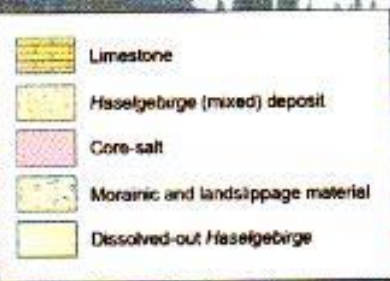 Limestone
Haselgebirge (mixed) deposit
Core-salt
Morainic and landslippage material
Dissolved-out Haselgebirge